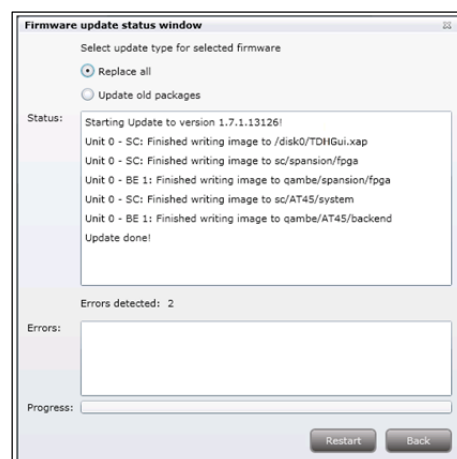 Firmware update status window
Select update type for selected firmware
Replace all
Update old packages
Status:
Starting Update to version 1.7.1.13126!
Unit 0 - SC: Finished writing image to /disk0/TDHGui.xap
Unit 0 - SC: Finished writing image to sc/spansion/fpga
Unit 0 - BE 1: Finished writing image to qambe/spansion/fpga
Unit 0 - SC: Finished writing image to sc/AT45/system
Unit 0 - BE 1: Finished writing image to qambe/AT45/backend
Update done!
Errors detected: 2
Errors:
Progress:
Restart Back